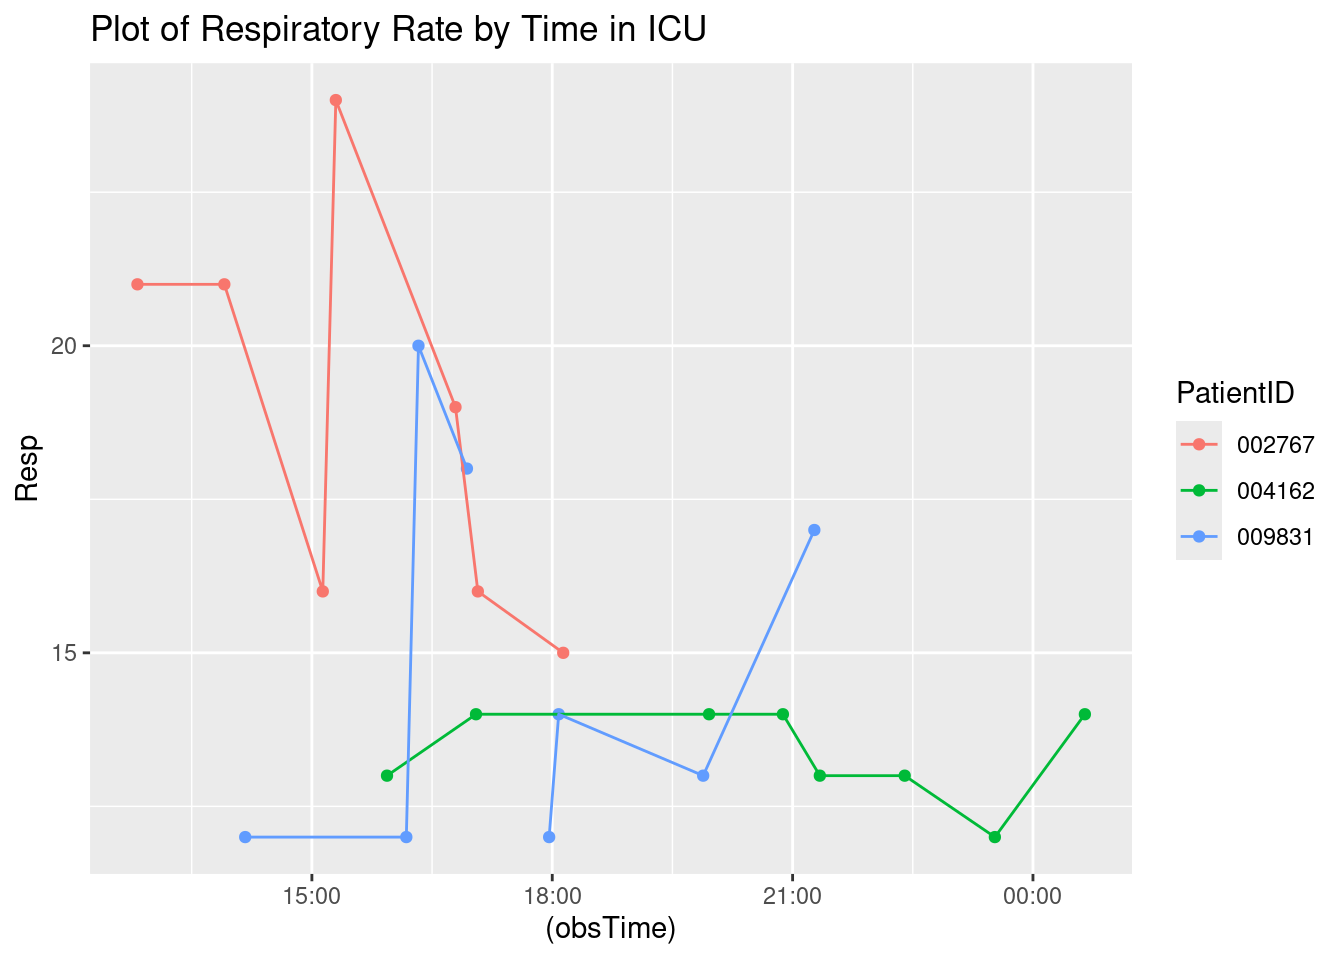 Plot of Respiratory Rate by Time in ICU
20
15
Resp
15:00 18:00 21:00 00:00
(obsTime)
PatientID
002767
004162
009831